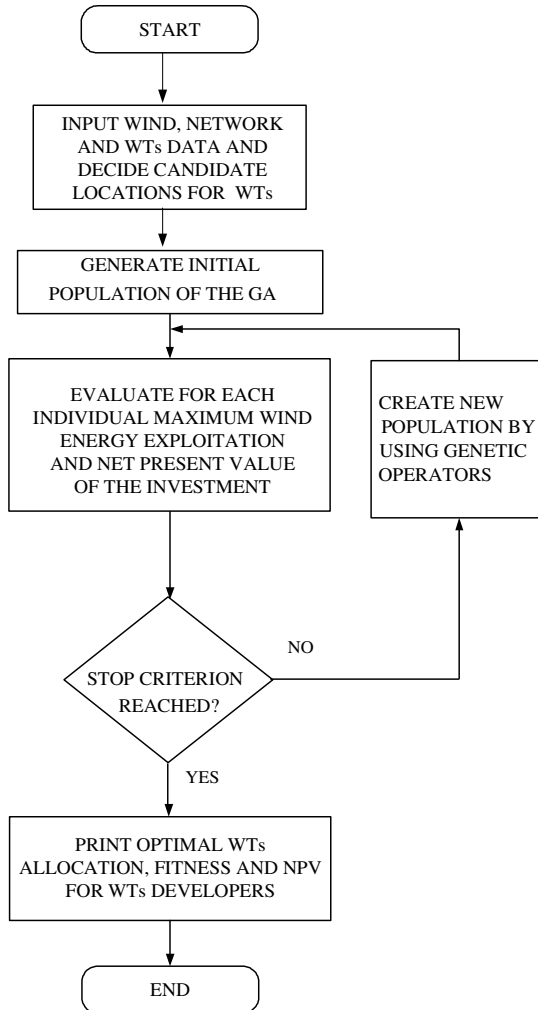 START
INPUT WIND, NETWORK
AND WTs DATA AND
DECIDE CANDIDATE
LOCATIONS FOR WTs
GENERATE INITIAL
POPULATION OF THE GA
EVALUATE FOR EACH
INDIVIDUAL MAXIMUM WIND
ENERGY EXPLOITATION
AND NET PRESENT VALUE
OF THE INVESTMENT
CREATE NEW
POPULATION BY
USING GENETIC
OPERATORS
NO
STOP CRITERION
REACHED?
YES
PRINT OPTIMAL WTs
ALLOCATION, FITNESS AND NPV
FOR WTs DEVELOPERS
END